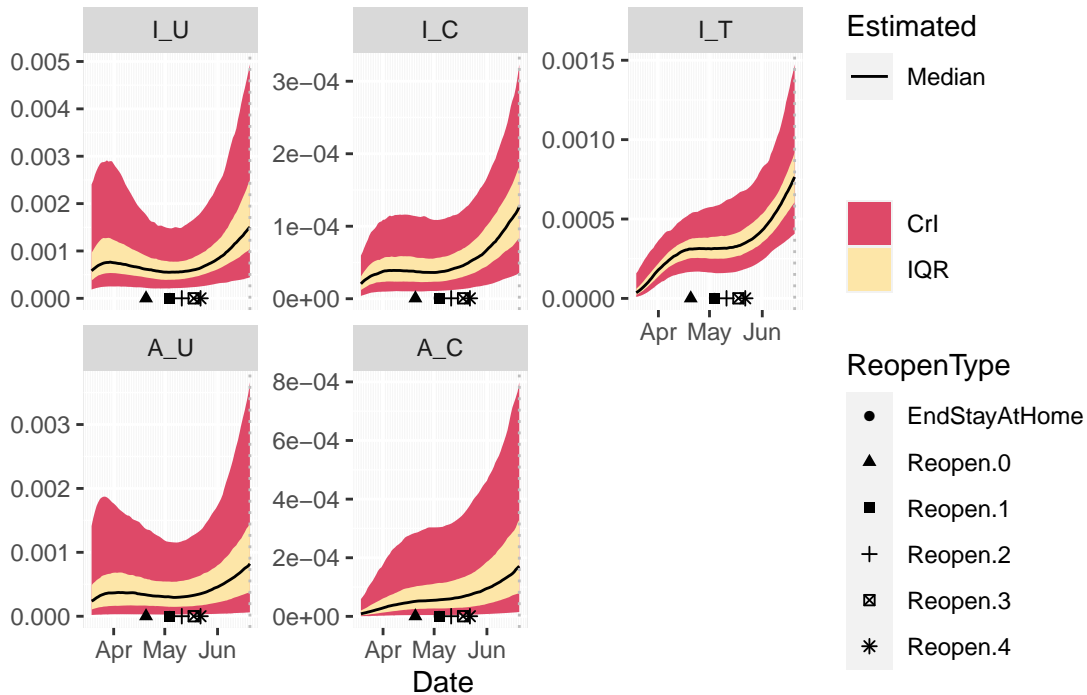 I_U
I_C
I_T
0.005
0.004
0.003
0.002
0.001
0.000
3e−04
2e−04
1e−04
0e+00
0.0015
0.0010
0.0005
0.0000
Apr May Jun
A_U
A_C
0.003
0.002
0.001
0.000
8e−04
6e−04
4e−04
2e−04
0e+00
Apr May Jun
Apr May Jun
Date
Estimated
Median
CrI
IQR
ReopenType
EndStayAtHome
Reopen.0
Reopen.1
Reopen.2
Reopen.3
Reopen.4